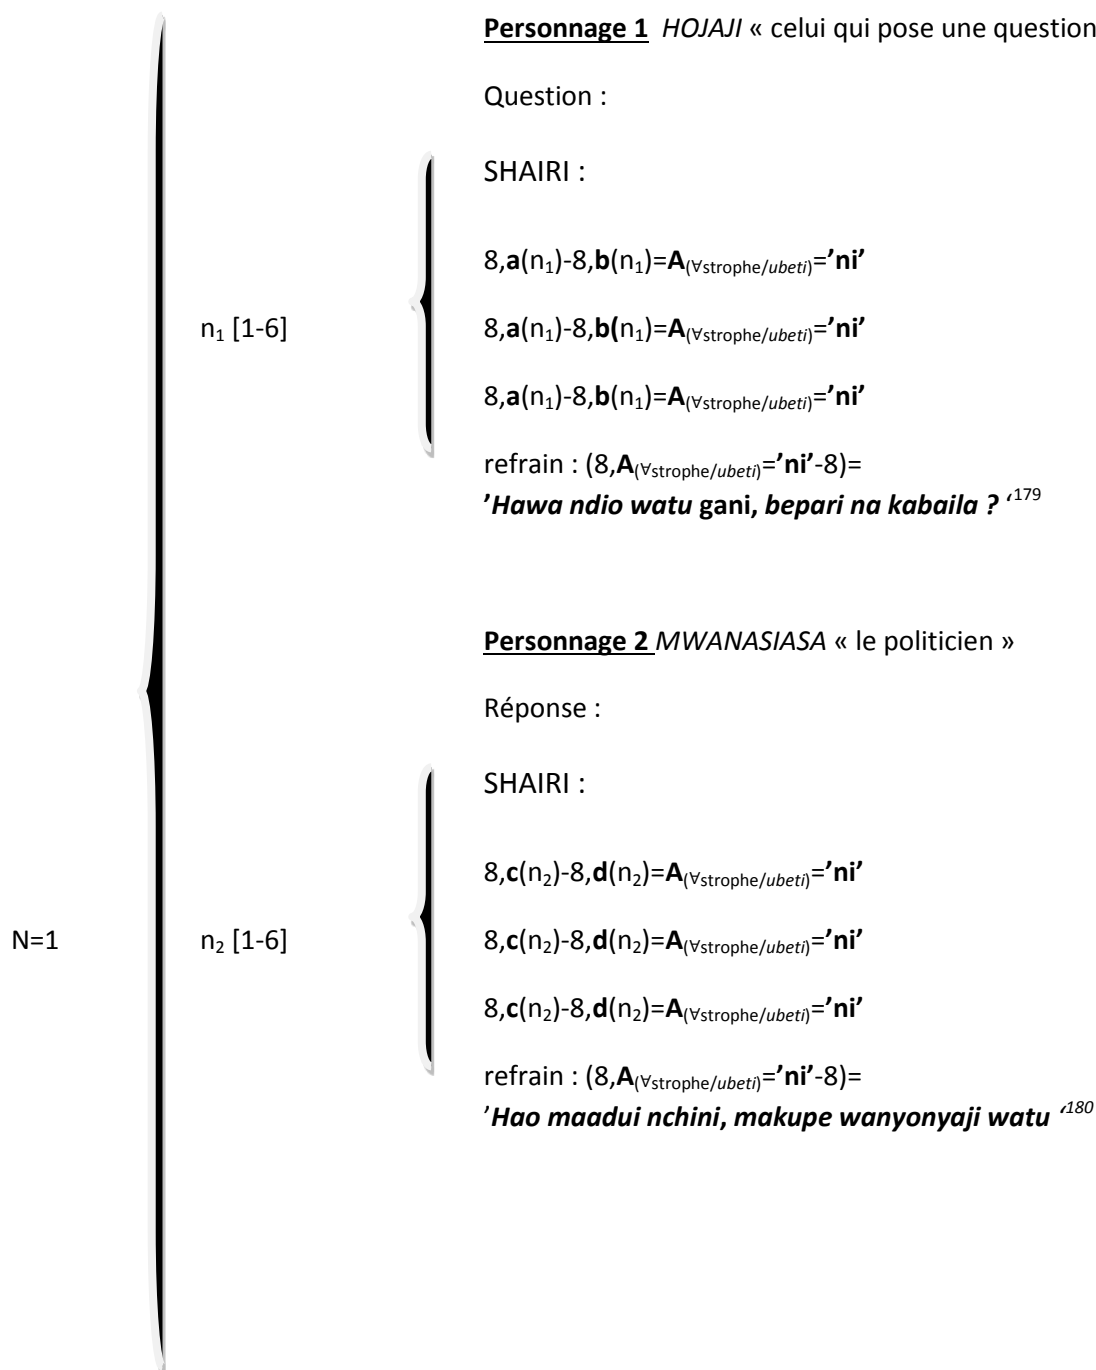 Personnage 1 HOJAJI « celui qui pose une question
Question :
SHAIRI :
8,a(n1)-8,b(n1)=A(∀strophe/ubeti)=’ni’
n1 [1-6]
8,a(n1)-8,b(n1)=A(∀strophe/ubeti)=’ni’
8,a(n1)-8,b(n1)=A(∀strophe/ubeti)=’ni’
refrain : (8,A(∀strophe/ubeti)=’ni’-8)=
’Hawa ndio watu gani, bepari na kabaila ? ‘179
Personnage 2 MWANASIASA « le politicien »
Réponse :
SHAIRI :
8,c(n2)-8,d(n2)=A(∀strophe/ubeti)=’ni’
N=1
n2 [1-6]
8,c(n2)-8,d(n2)=A(∀strophe/ubeti)=’ni’
8,c(n2)-8,d(n2)=A(∀strophe/ubeti)=’ni’
refrain : (8,A(∀strophe/ubeti)=’ni’-8)=
’Hao maadui nchini, makupe wanyonyaji watu ‘180